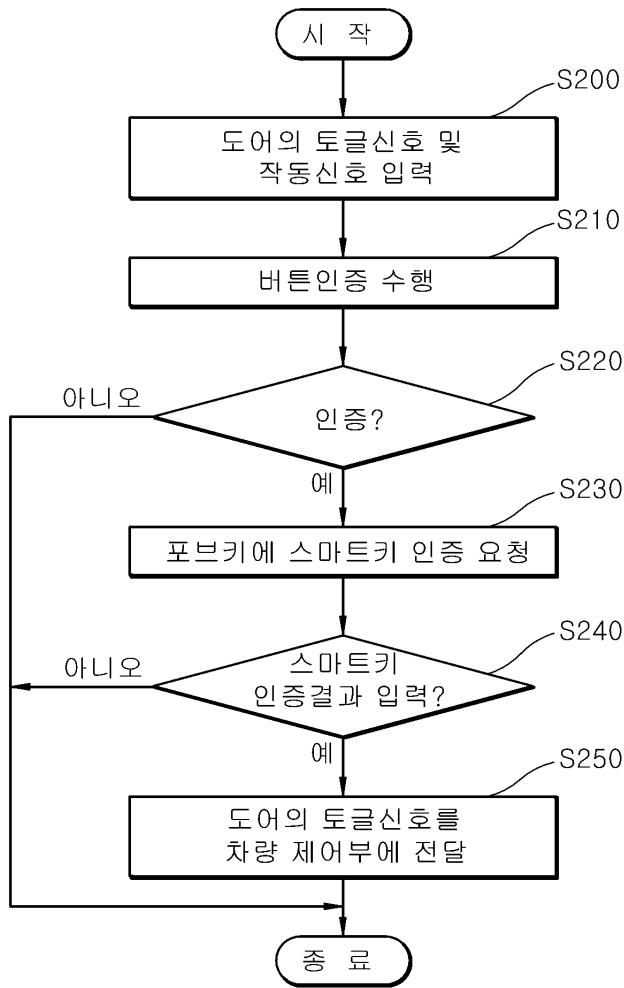 시 작
S200
도어의 토글신호 및
작동신호 입력
S210
버튼인증 수행
S220
인증?
아니오
예
S230
포브키에 스마트키 인증 요청
S240
스마트키
인증결과 입력?
아니오
예
S250
도어의 토글신호를
차량 제어부에 전달
종 료